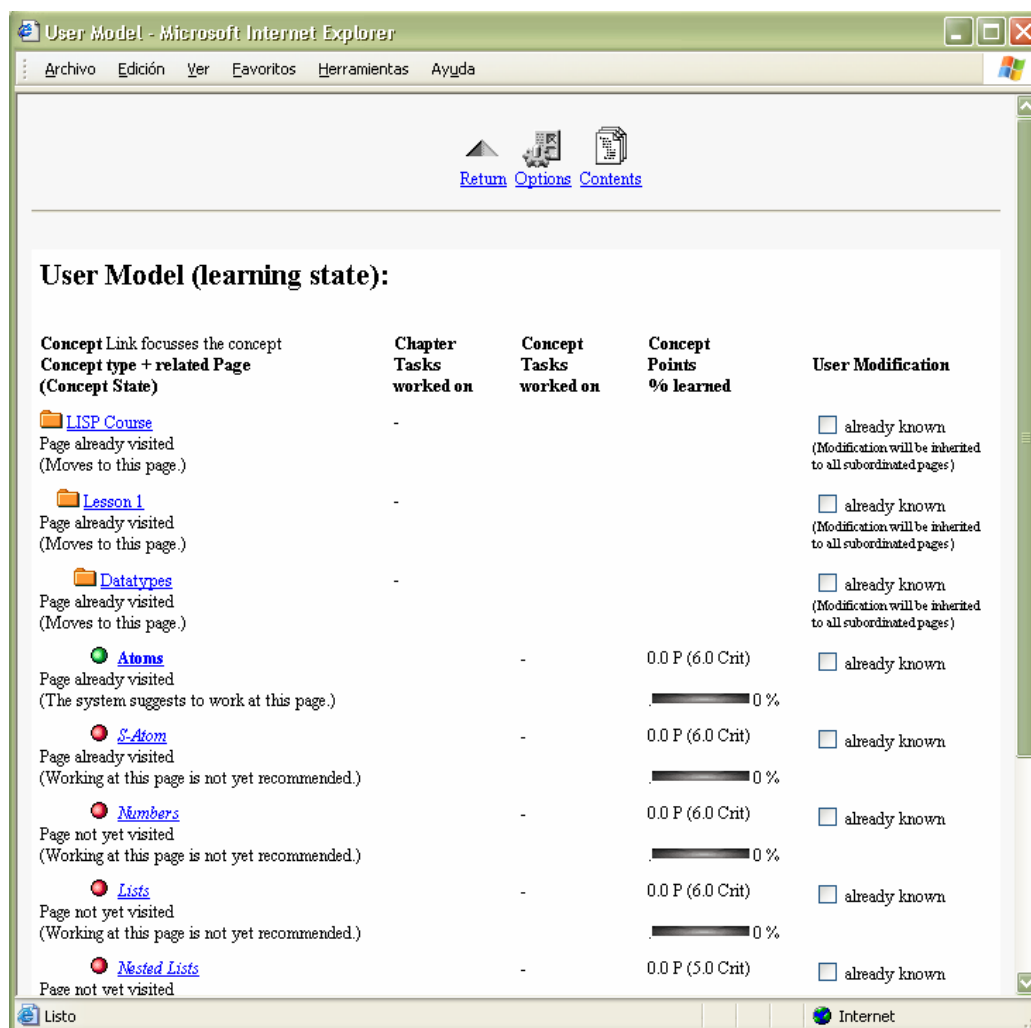 User Model - Microsoft Internet Explorer
Archivo Edición Ver Favoritos Herramientas Ayuda
Return Options Contents
User Model (learning state):
Concept Link focusses the concept
Concept type + related Page
(Concept State)
Chapter
Tasks
worked on
Concept
Tasks
worked on
Concept
Points
% learned
User Modification
LISP Course - already known
Page already visited (Modification will be inherited
(Moves to this page.) to all subordinated pages)
Lesson 1 - already known
Page already visited (Modification will be inherited
(Moves to this page.) to all subordinated pages)
Datatypes - already known
Page already visited (Modification will be inherited
(Moves to this page.) to all subordinated pages)
Atoms - 0.0 P (6.0 Crit) already known
Page already visited
(The system suggests to work at this page.) 0 %
S-Atom - 0.0 P (6.0 Crit) already known
Page already visited
(Working at this page is not yet recommended.) 0 %
Numbers - 0.0 P (6.0 Crit) already known
Page not yet visited
(Working at this page is not yet recommended.) 0 %
Lists - 0.0 P (6.0 Crit) already known
Page not yet visited
(Working at this page is not yet recommended.) 0 %
Nested Lists - 0.0 P (5.0 Crit) already known
Page not yet visited
Listo Internet